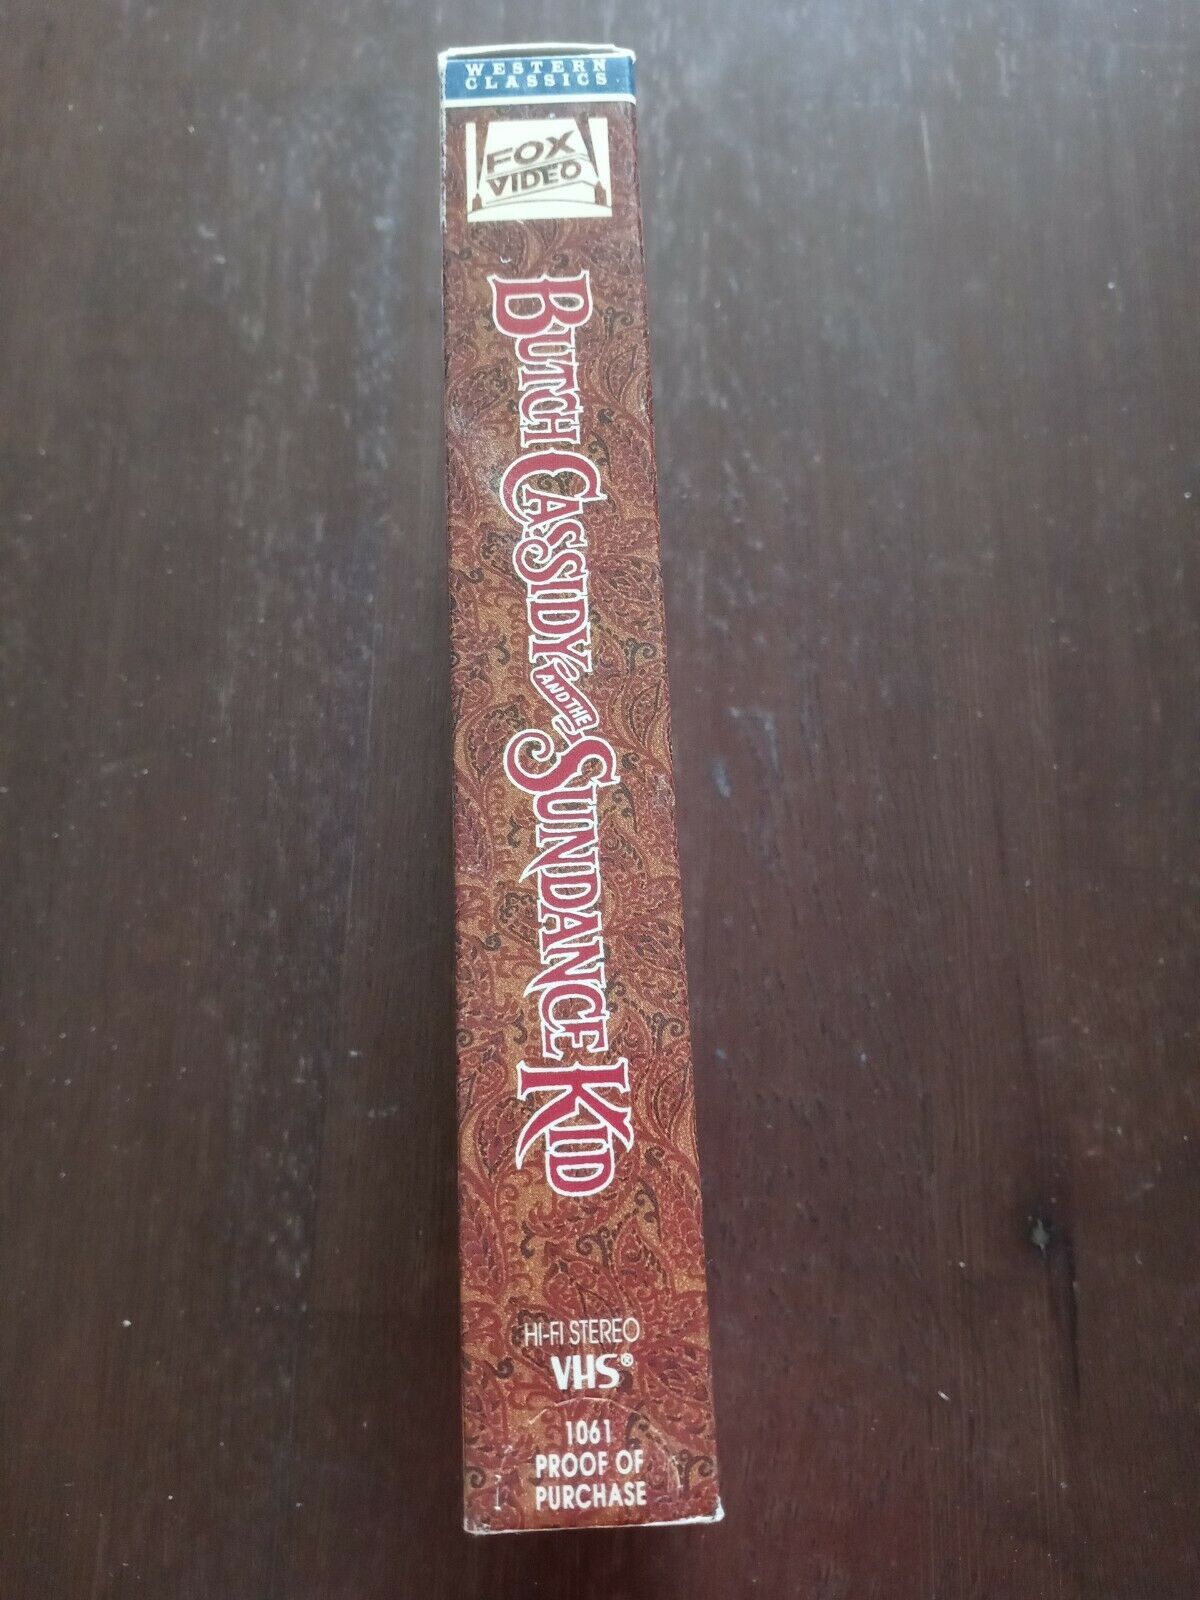 WESTERN
CLASSICS
FOX
VIDEO
BUTCH CASSIDY AND THE SUNDANCE KID
HI-FI STEREO
VHS®
1061
PROOF OF
PURCHASE